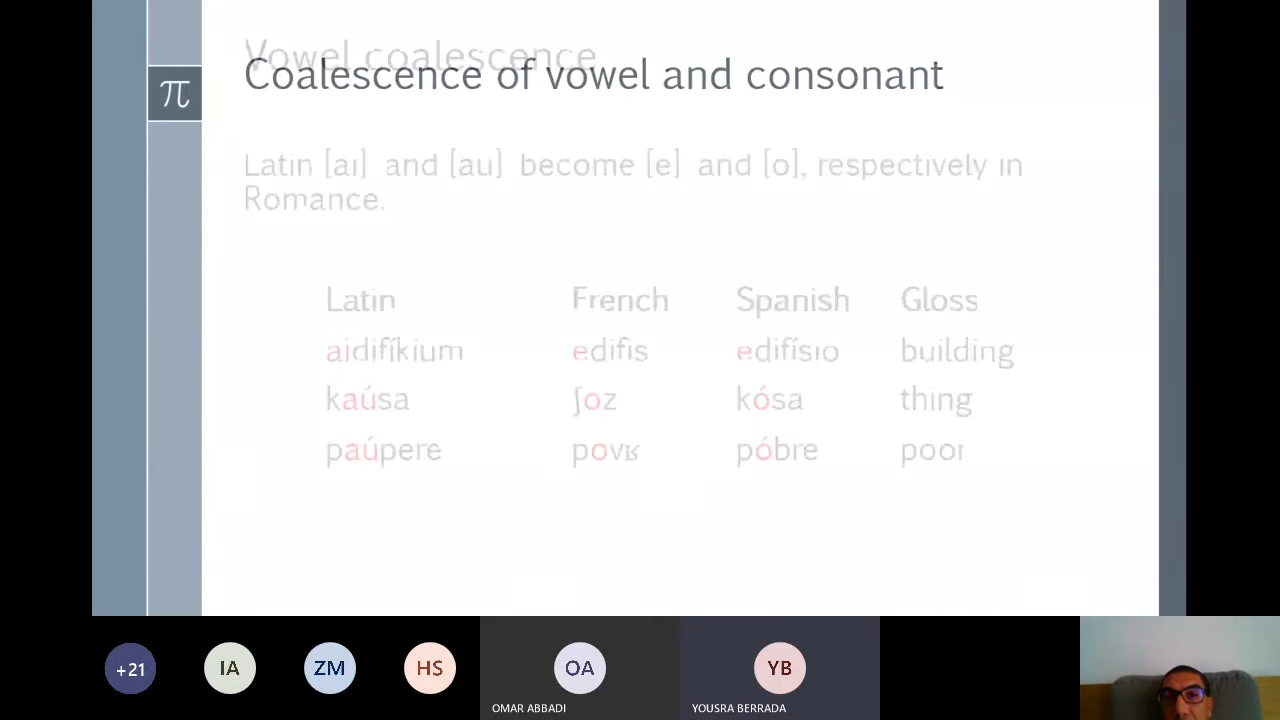 Vowel coalescence
Coalescence of vowel and consonant
π
Latin [ai] and [au] become [e] and [o], respectively in
Romance.
Latin French Spanish Gloss
aidifíkium edifis edifísio building
kaúsa ʃoz kósa thing
paúpere povʁ póbre poor
+21 IA ZM HS OA YB
OMAR ABBADI YOUSRA BERRADA